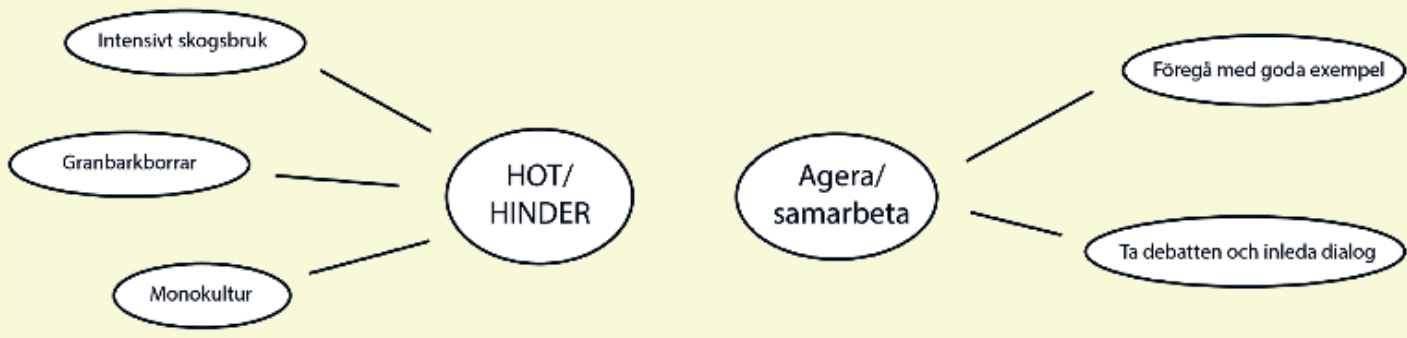 Intensivt skogsbruk
Granbarkborrar
Monokultur
HOT/
HINDER
Agera/
samarbeta
Föregå med goda exempel
Ta debatten och inleda dialog